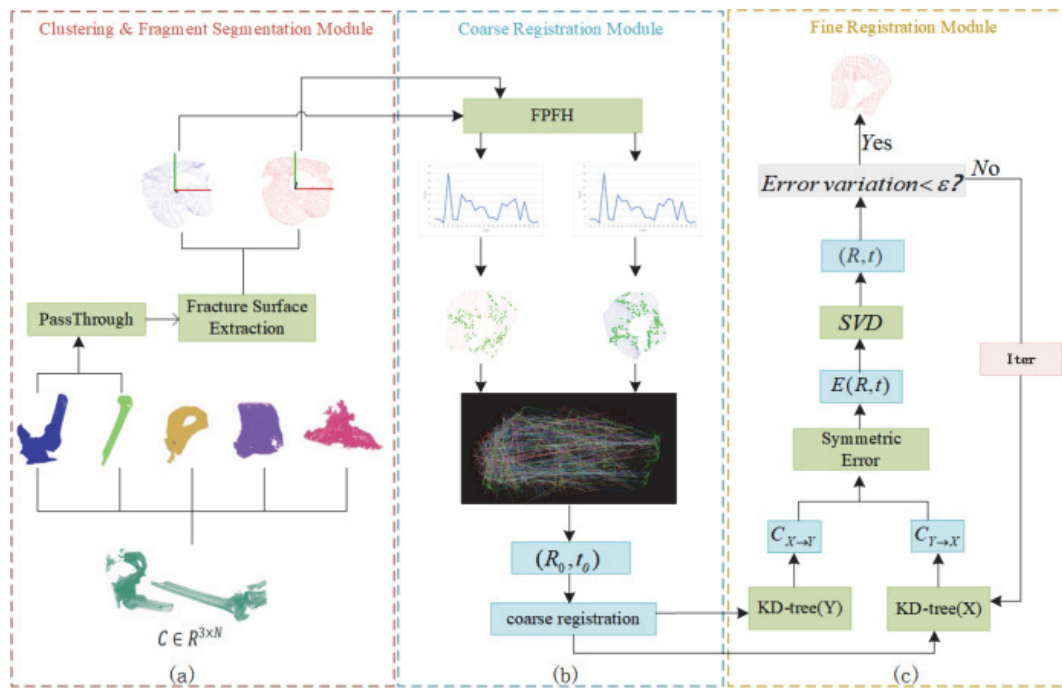 Clustering & Fragment Segmentation Module
PassThrough
Fracture Surface
Extraction
C ∈ R^{3×N}
(a)
Coarse Registration Module
FPFH
(R_0, t_0)
coarse registration
(b)
Fine Registration Module
Yes
Error variation < ε?
No
(R, t)
SVD
Iter
E(R, t)
Symmetric
Error
C_{X→Y}
C_{Y→X}
KD-tree(Y)
KD-tree(X)
(c)